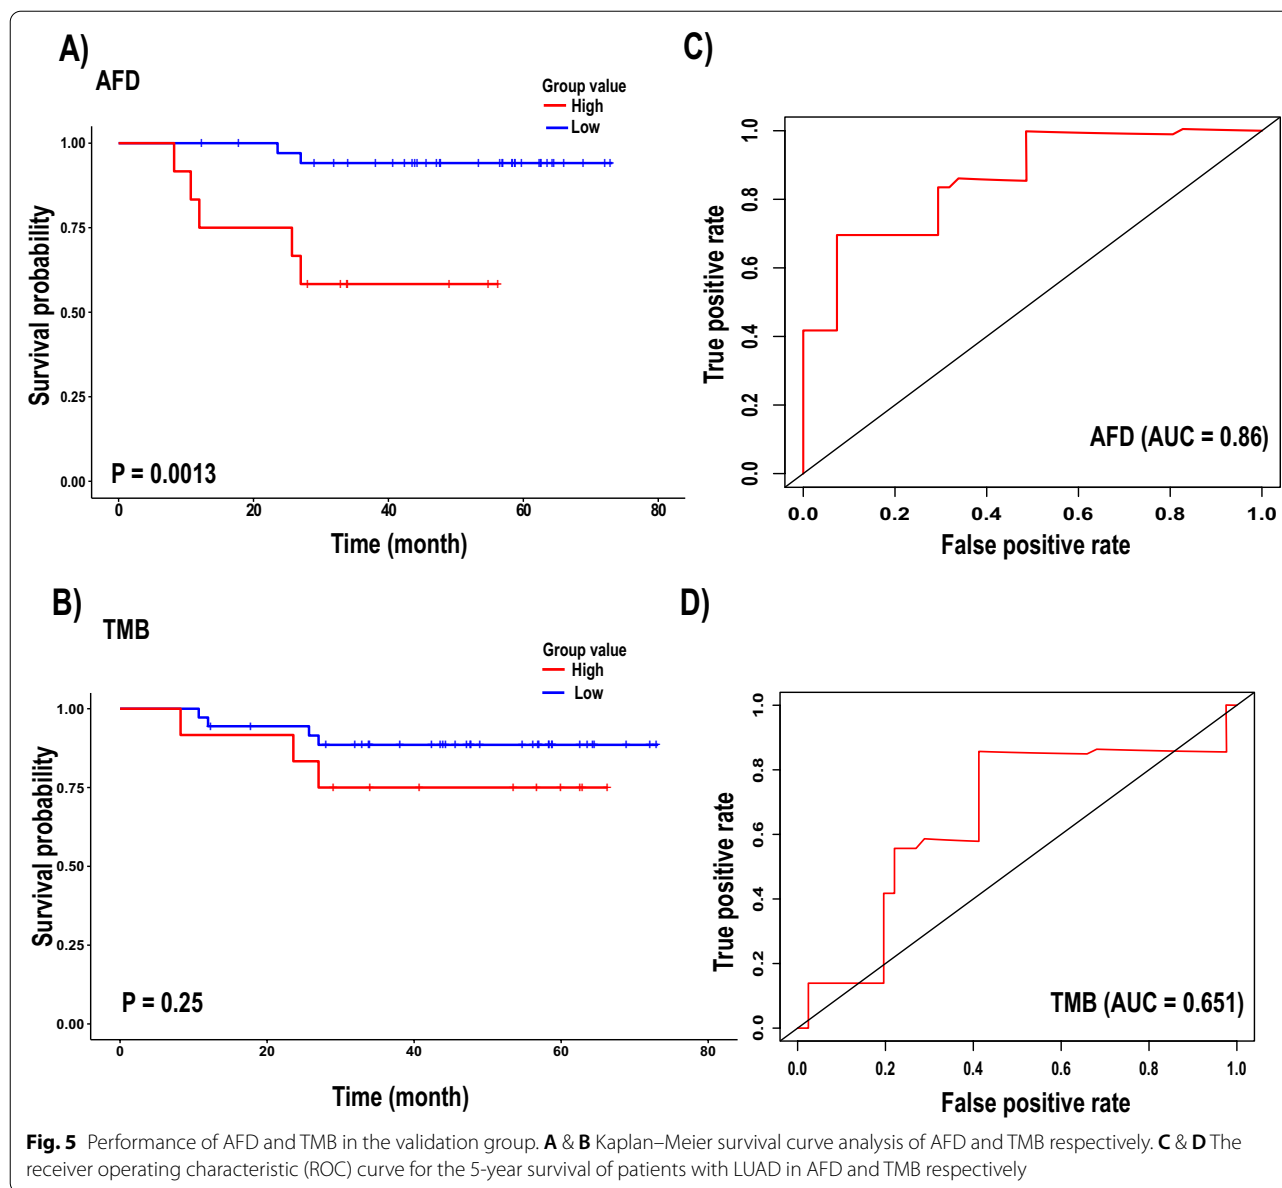 A)
AFD
Group value
High
Low
1.00
0.75
0.50
0.25
0.00
Survival probability
P = 0.0013
0 20 40 60 80
Time (month)
C)
1.0
0.8
0.6
0.4
0.2
0.0
True positive rate
AFD (AUC = 0.86)
0.0 0.2 0.4 0.6 0.8 1.0
False positive rate
B)
TMB
Group value
High
Low
1.00
0.75
0.50
0.25
0.00
Survival probability
P = 0.25
0 20 40 60 80
Time (month)
D)
1.0
0.8
0.6
0.4
0.2
0.0
True positive rate
TMB (AUC = 0.651)
0.0 0.2 0.4 0.6 0.8 1.0
False positive rate
Fig. 5 Performance of AFD and TMB in the validation group. A & B Kaplan–Meier survival curve analysis of AFD and TMB respectively. C & D The
receiver operating characteristic (ROC) curve for the 5-year survival of patients with LUAD in AFD and TMB respectively